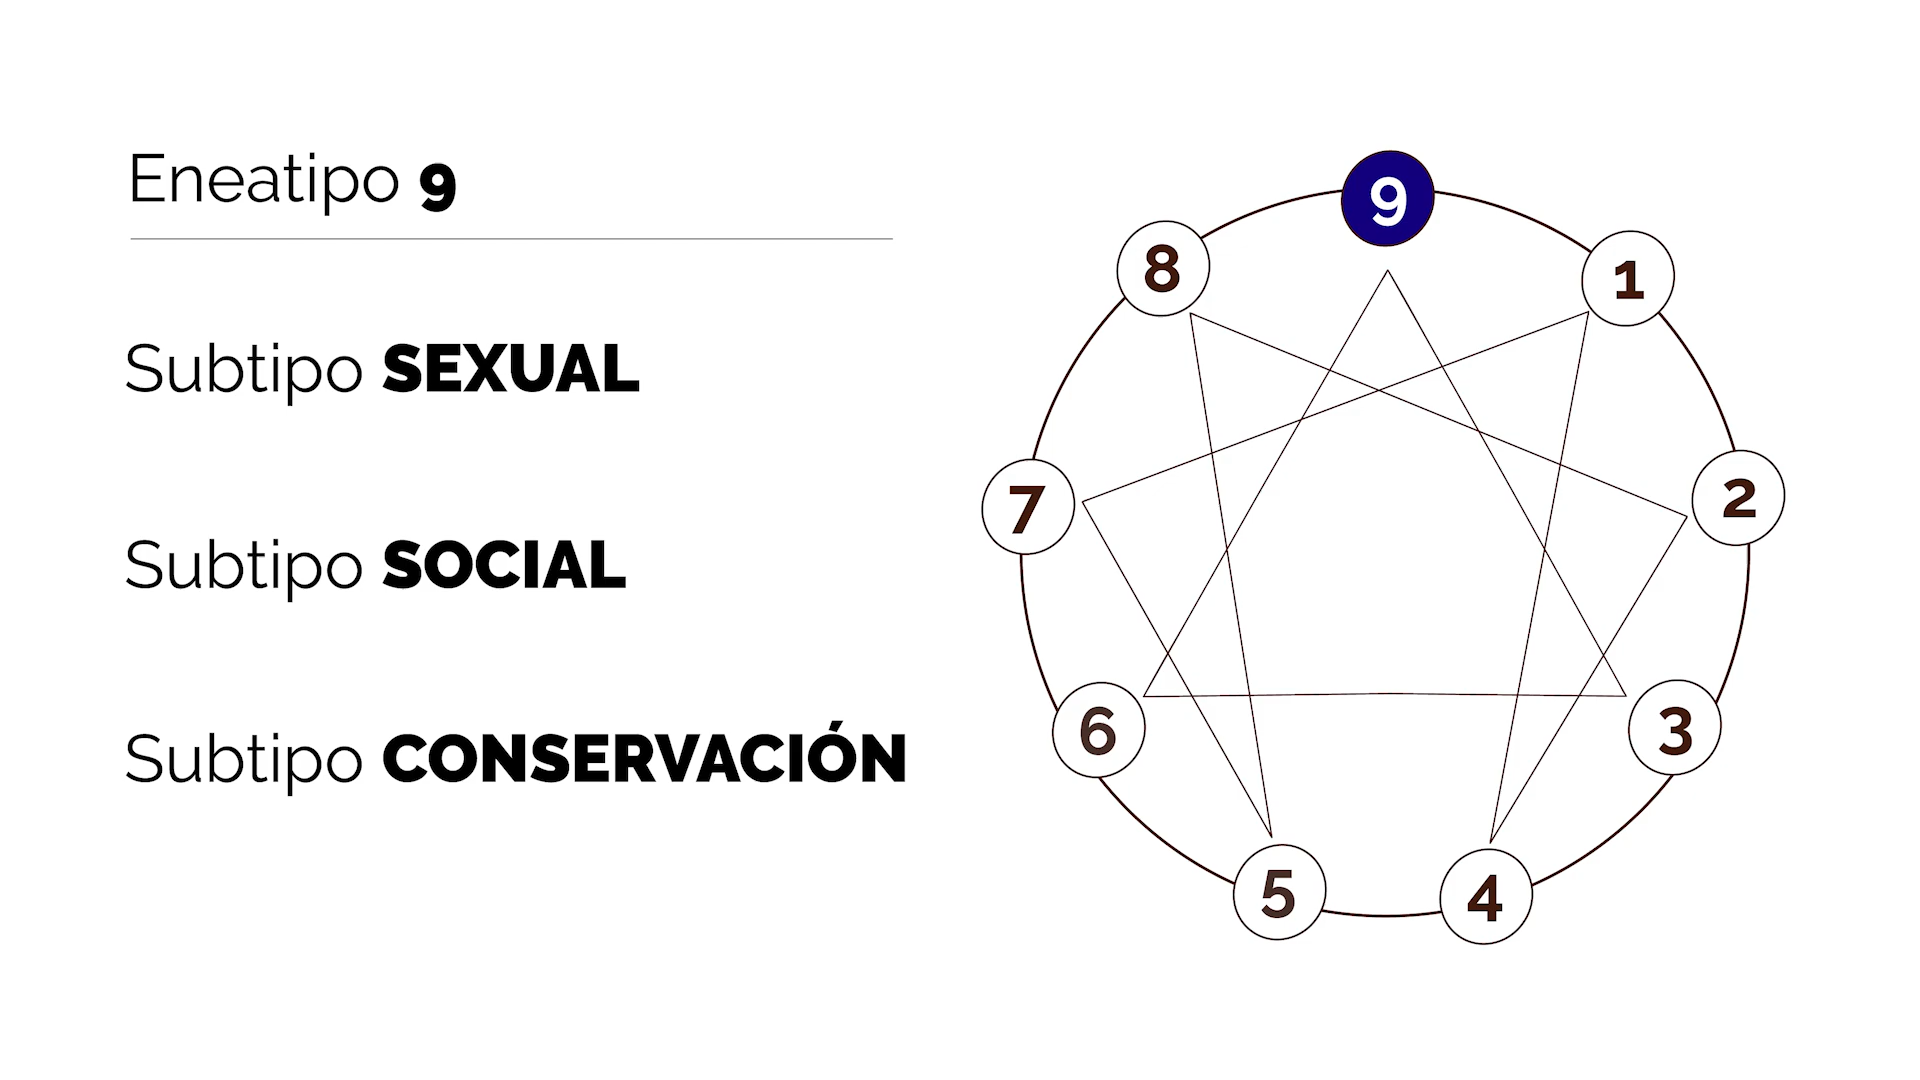 Eneatipo 9
Subtipo SEXUAL
Subtipo SOCIAL
Subtipo CONSERVACIÓN
9
8
1
7
2
6
3
5
4